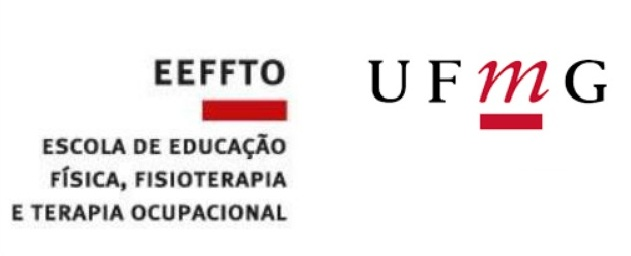 EEFFTO
ESCOLA DE EDUCAÇÃO
FÍSICA, FISIOTERAPIA
E TERAPIA OCUPACIONAL
UFmG